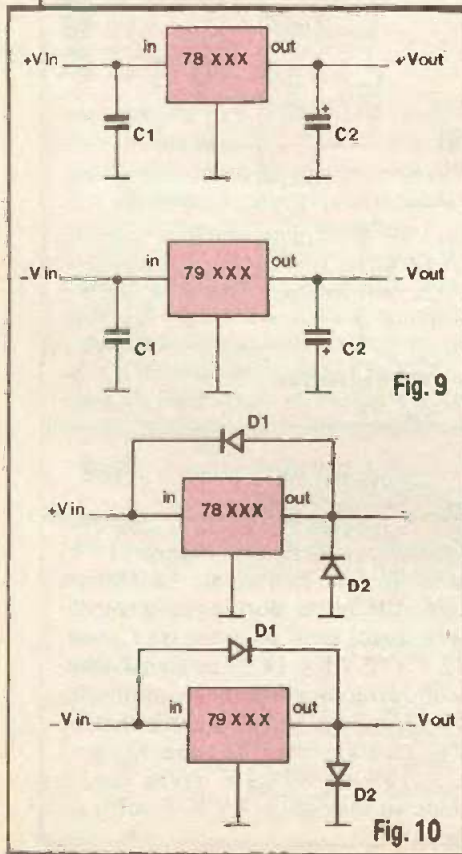 in 78 XXX out
+Vin +Vout
C1 + C2
in 79 XXX out
-Vin -Vout
C1 + C2
Fig. 9
D1
in 78 XXX out
+Vin
D2
D1
in 79 XXX out
-Vin Vout
D2
Fig. 10